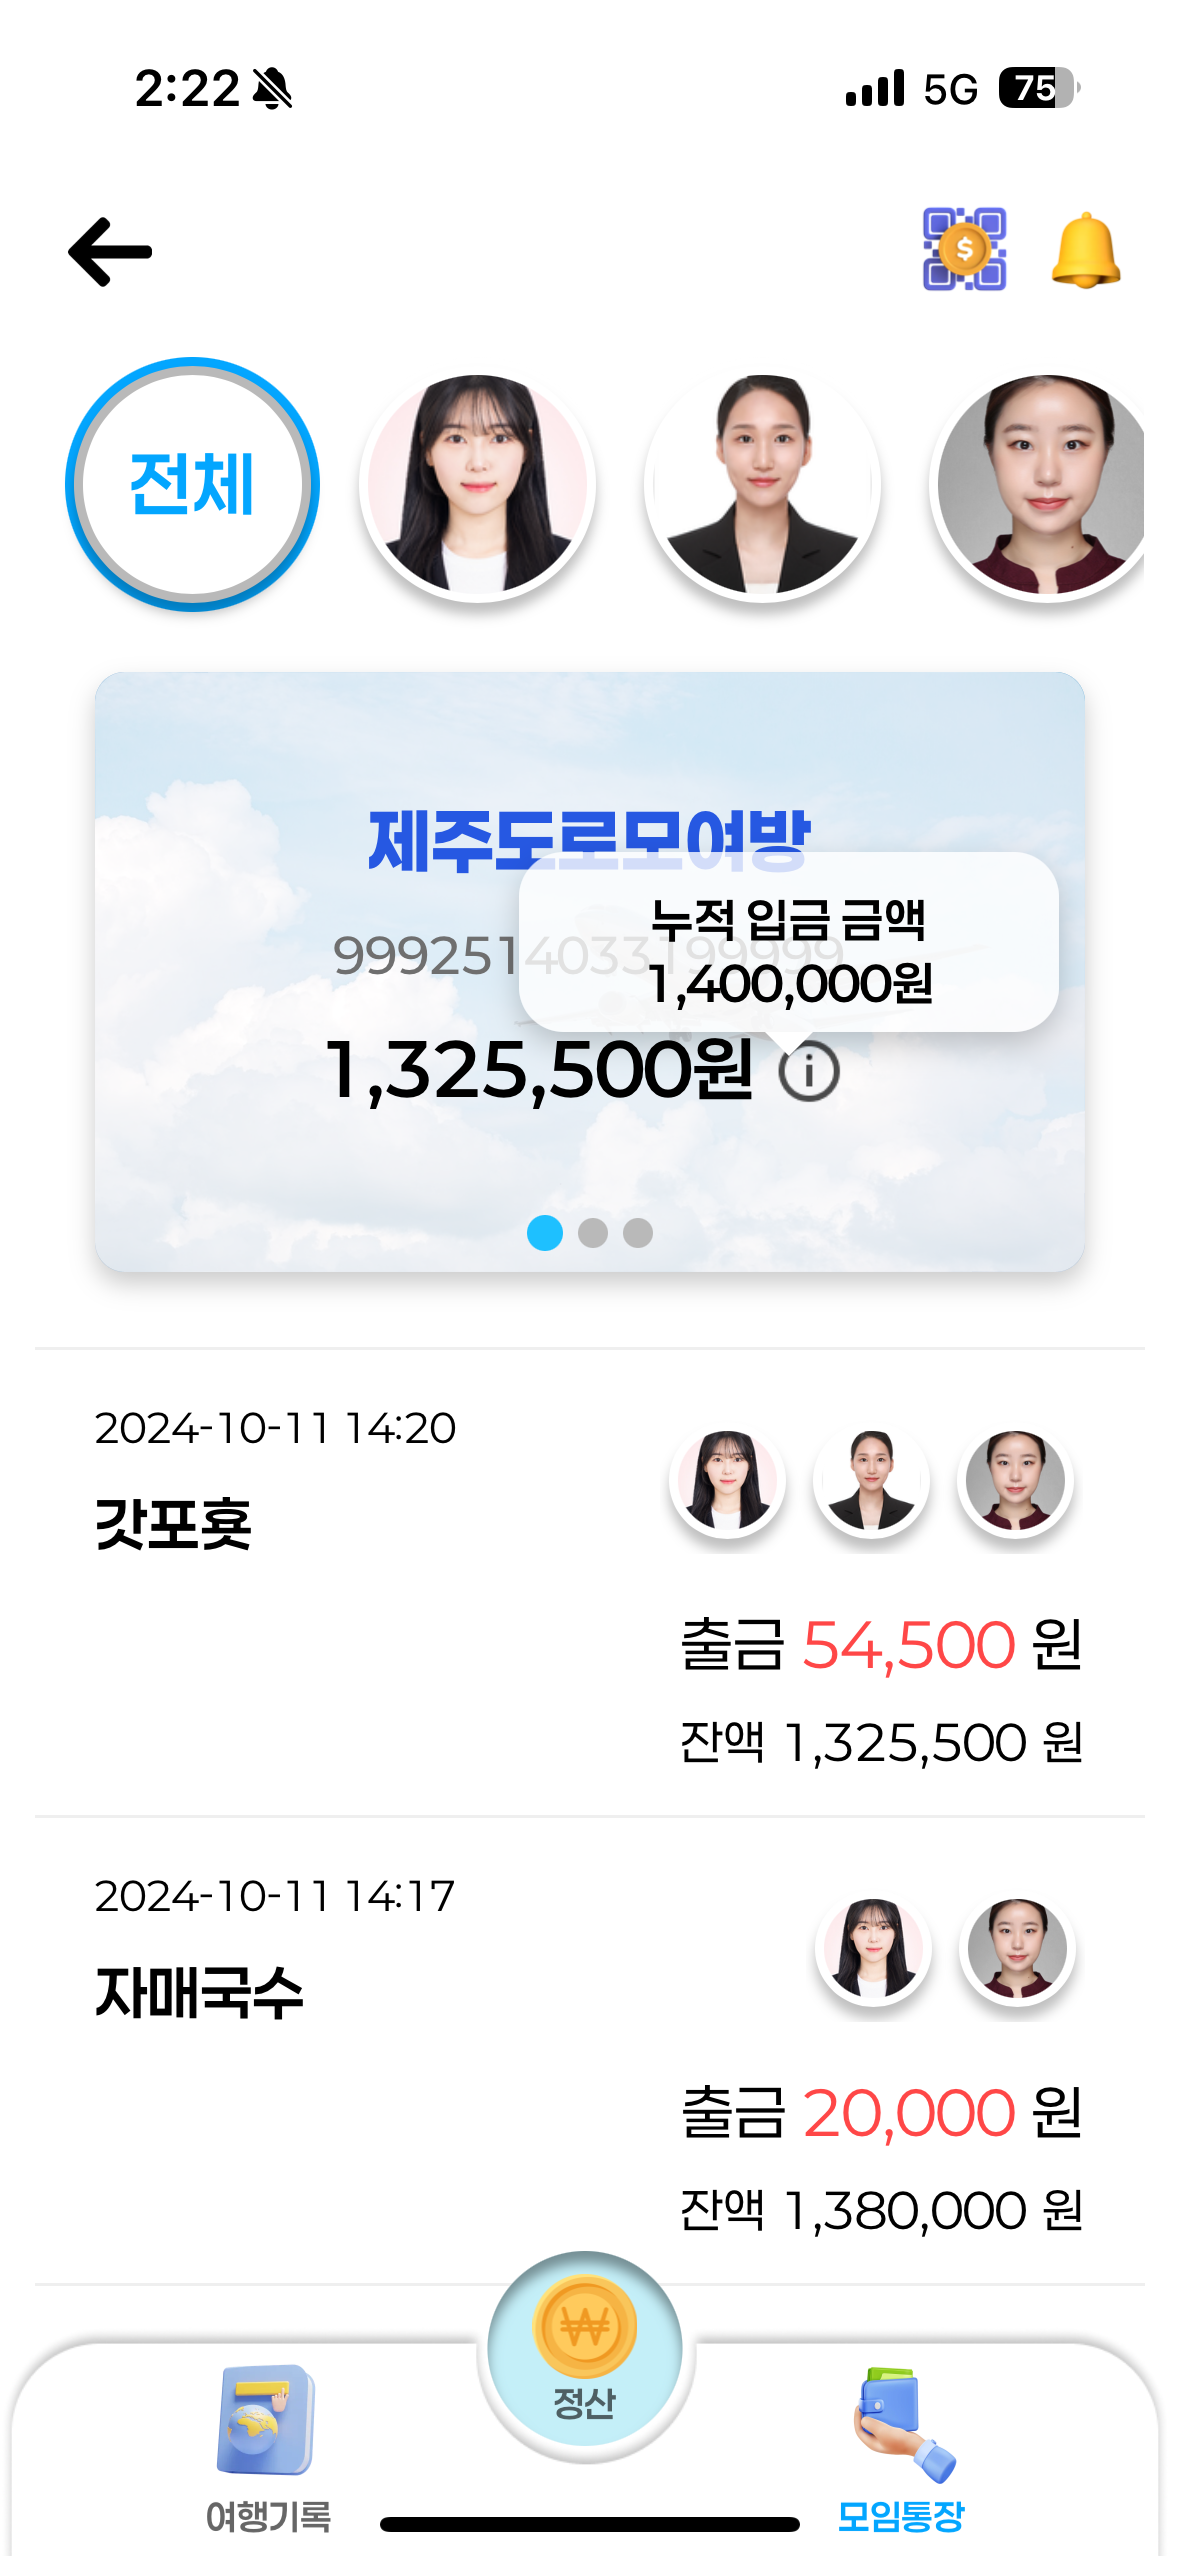 2:22
5G
75
전체
제주도로모여방
누적 입금 금액
9992514033199999
1,400,000원
1,325,500원
2024-10-11 14:20
갓포횻
출금 54,500 원
잔액 1,325,500 원
2024-10-11 14:17
자매국수
출금 20,000 원
잔액 1,380,000 원
정산
여행기록
모임통장